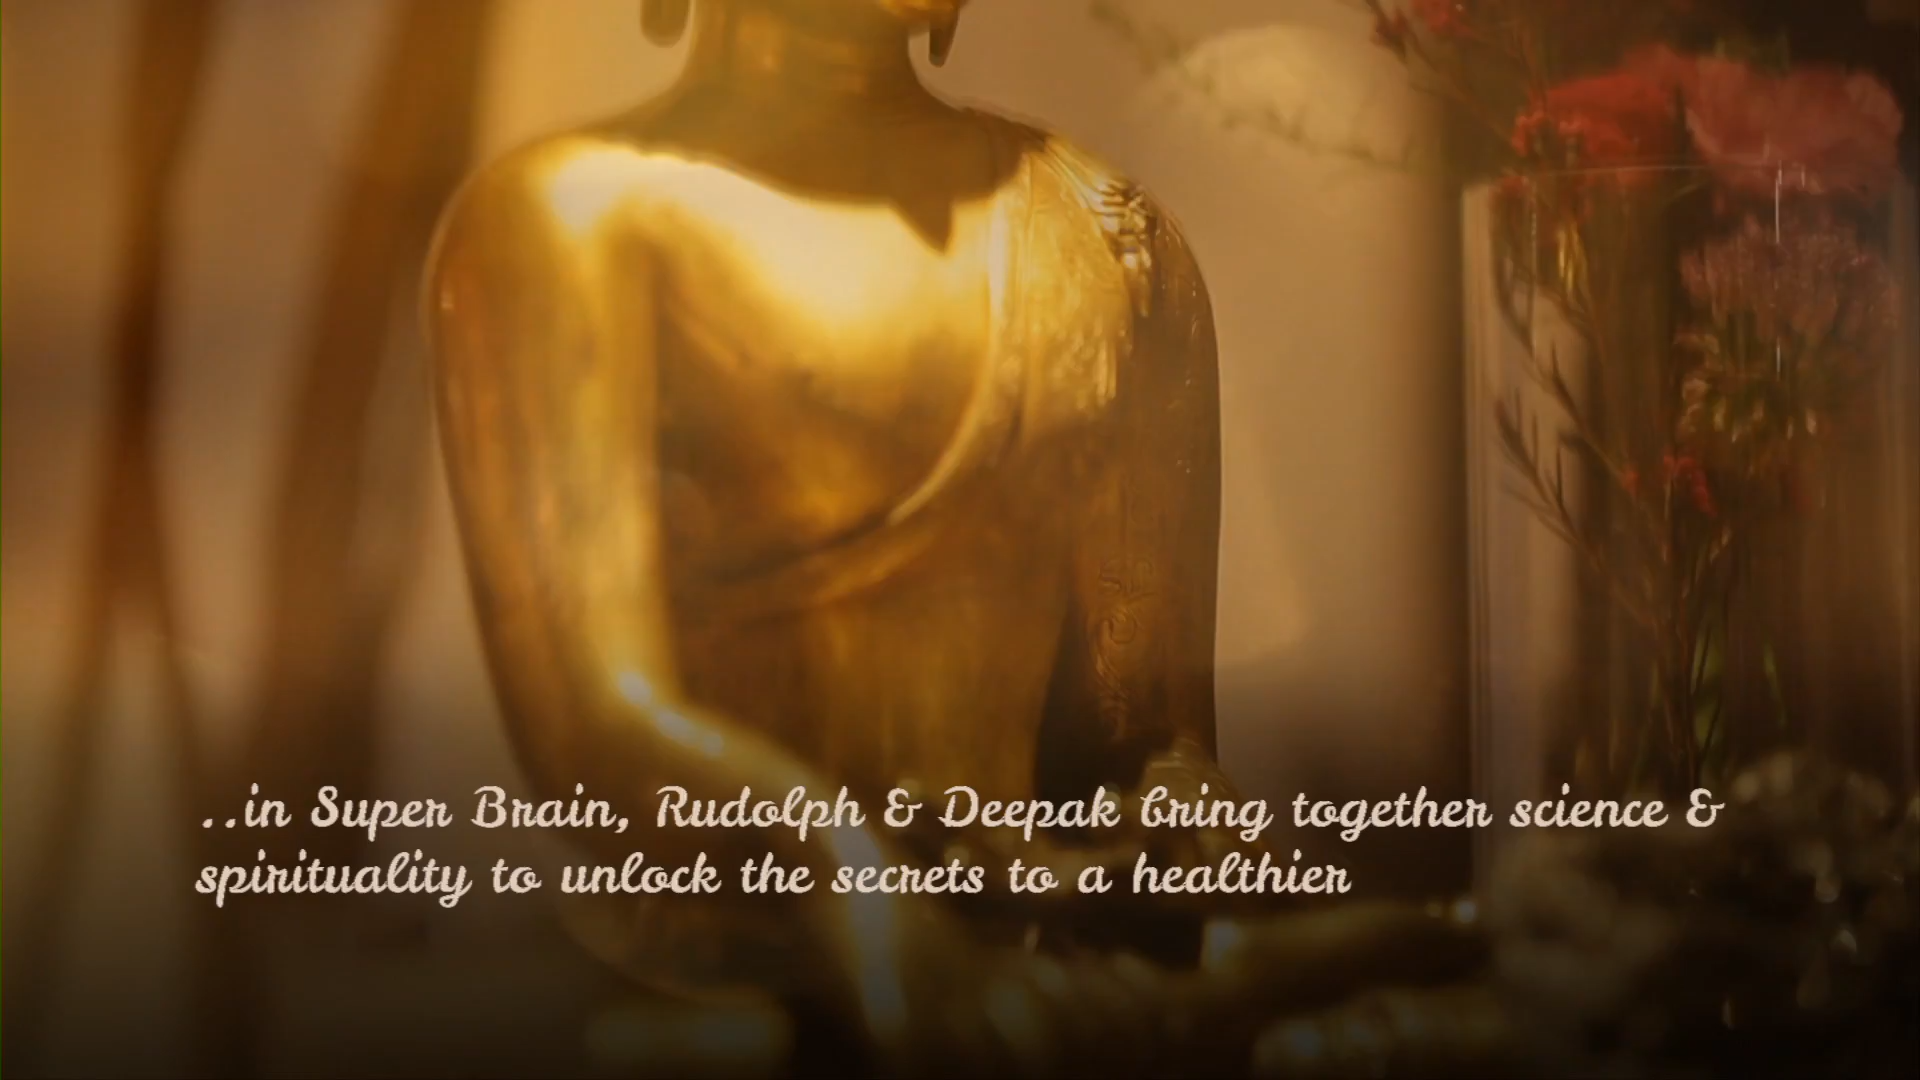 ..in Super Brain, Rudolph & Deepak bring together science &
spirituality to unlock the secrets to a healthier